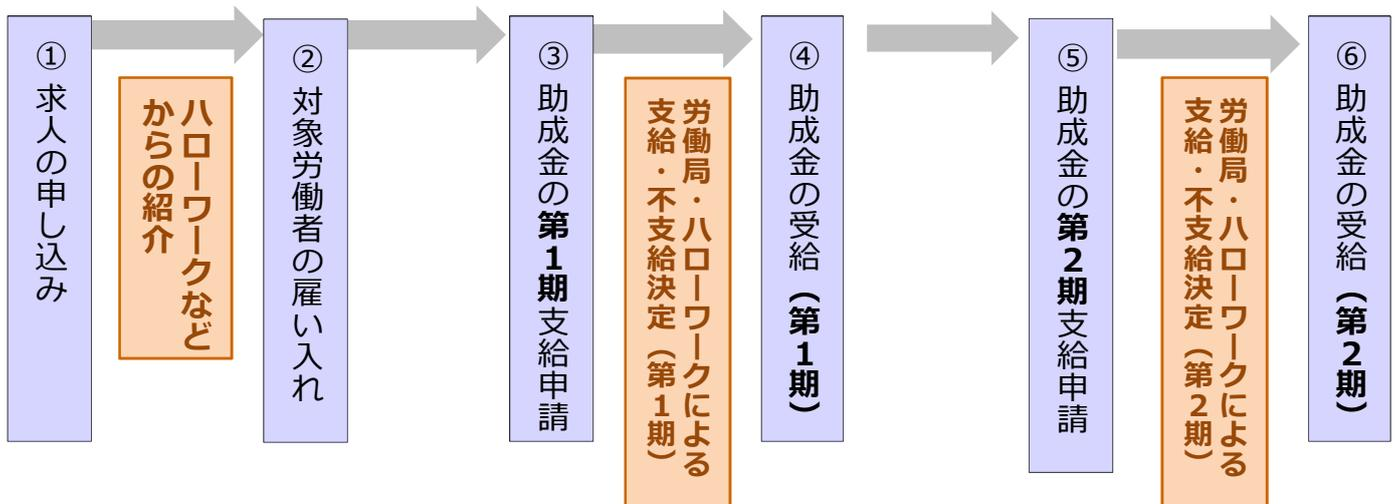 ①求人の申し込み
ハローワークなど
からの紹介
②対象労働者の雇い入れ
③助成金の第1期支給申請
労働局・ハローワークによる
支給・不支給決定（第1期）
④助成金の受給（第1期）
⑤助成金の第2期支給申請
労働局・ハローワークによる
支給・不支給決定（第2期）
⑥助成金の受給（第2期）